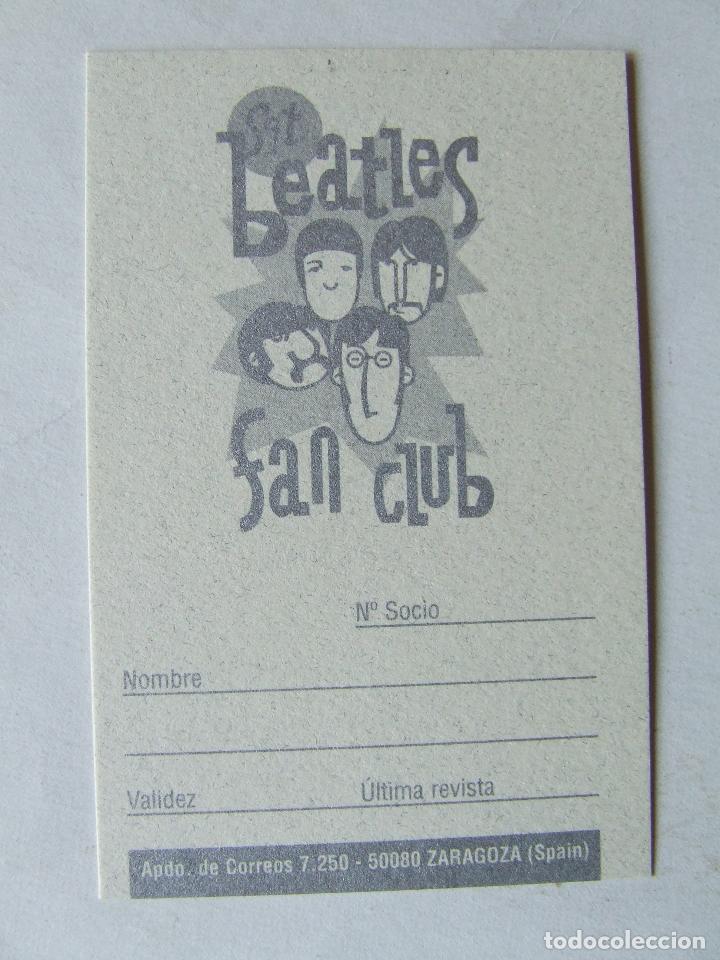 Sgt.
beatles
fan club
Nº Socio
Nombre
Validez Última revista
Apdo. de Correos 7.250 - 50080 ZARAGOZA (Spain)
todocoleccion